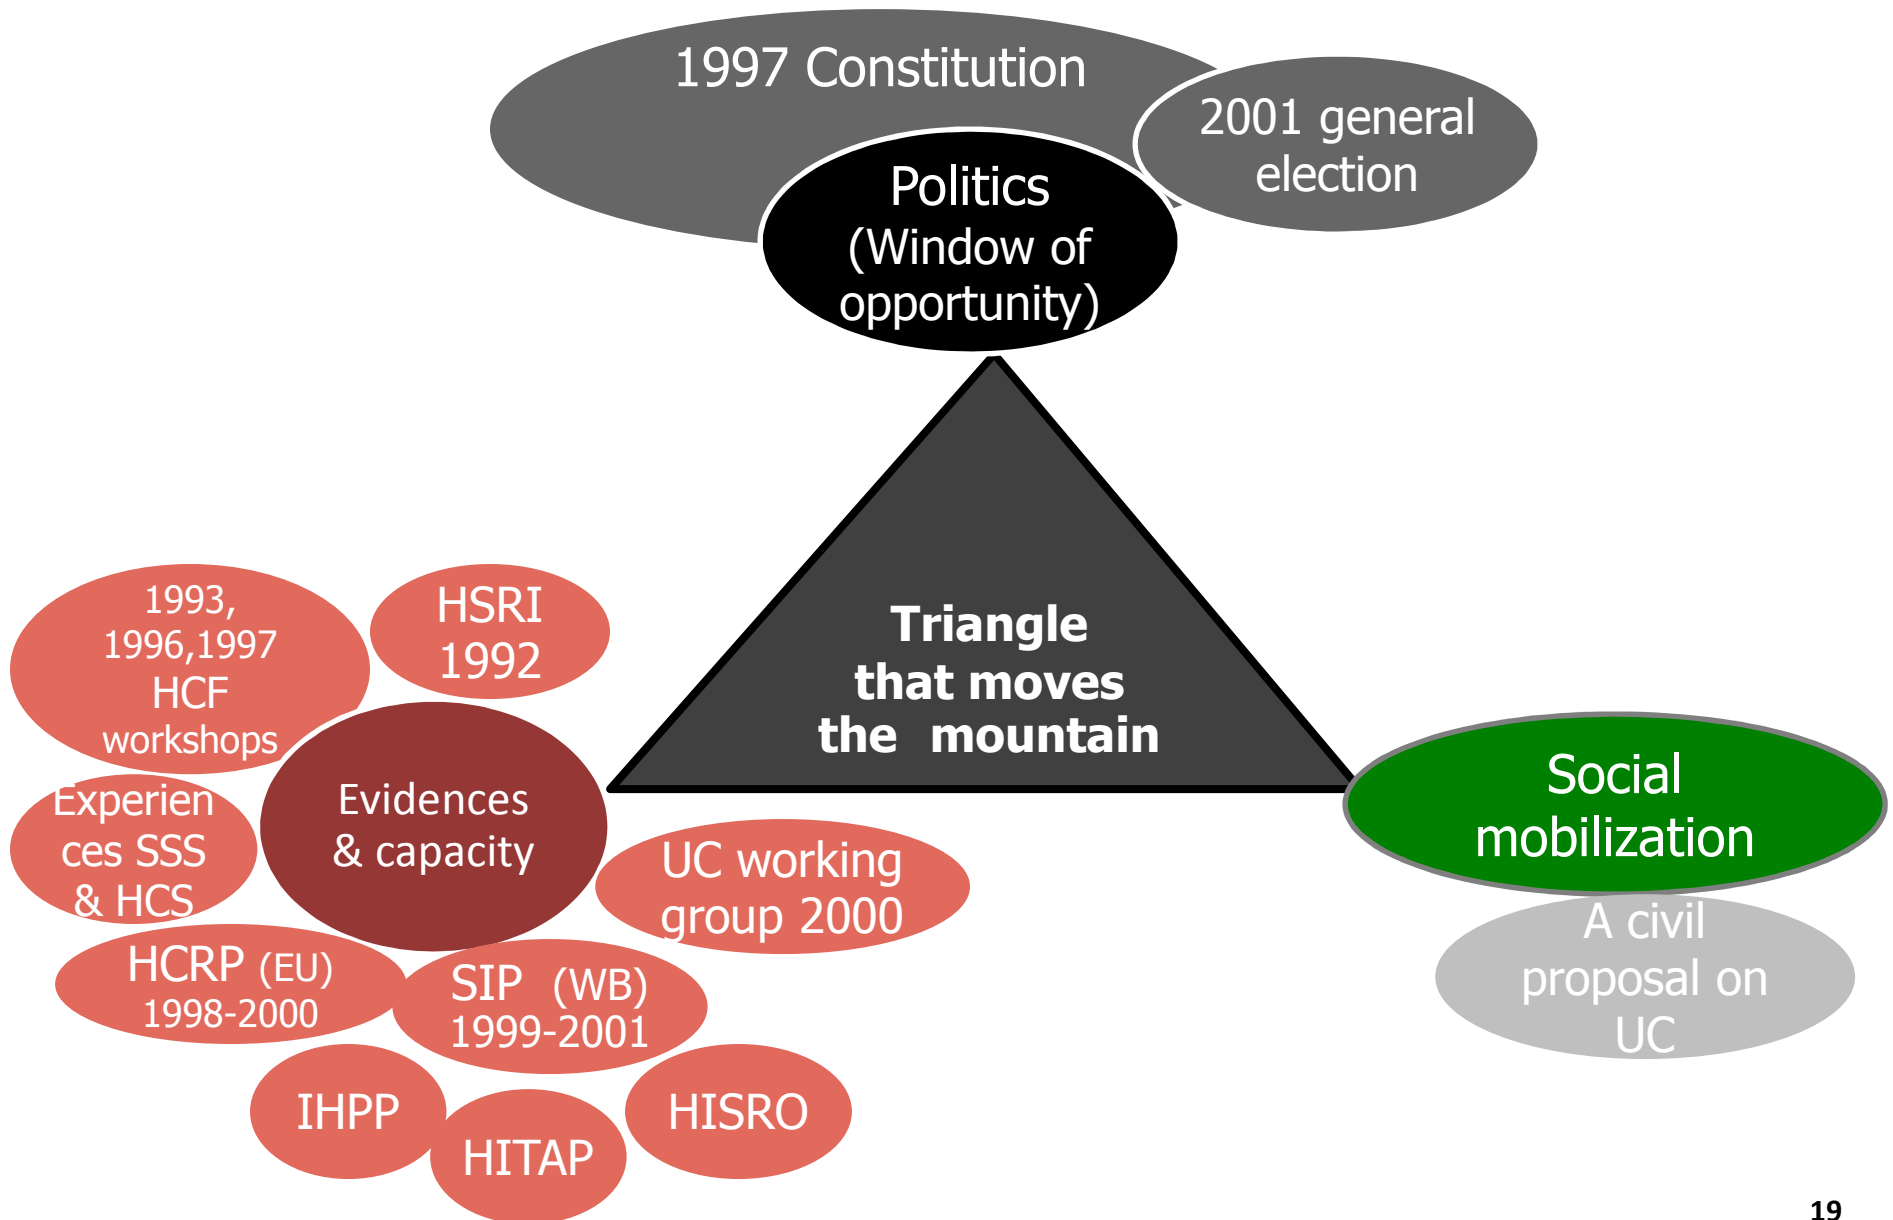 1997 Constitution
2001 general
election
Politics
(Window of
opportunity)
Triangle
that moves
the  mountain
1993,
1996,1997
HCF
workshops
HSRI
1992
Experien
ces SSS
& HCS
Evidences
& capacity
UC working
group 2000
HCRP (EU)
1998-2000
SIP  (WB)
1999-2001
IHPP
HITAP
HISRO
Social
mobilization
A civil
proposal on
UC
19